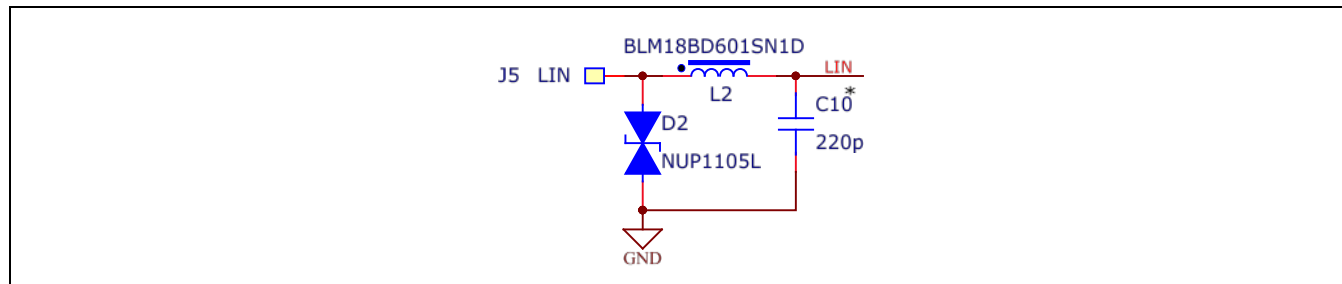 BLM18BD601SN1D
J5 LIN
LIN
L2
C10*
D2
220p
NUP1105L
GND